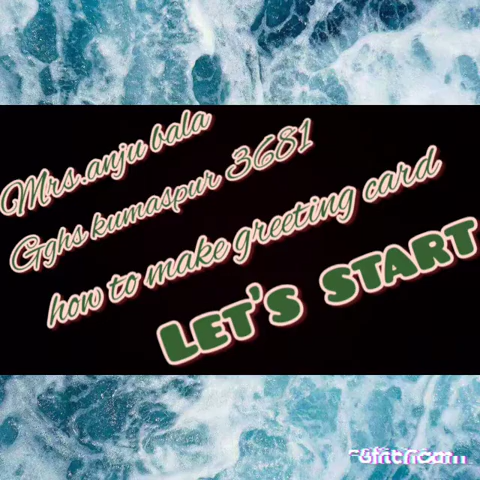 Mrs.anju bala
Gghs kumaspur 3681
how to make greeting card
LET'S START